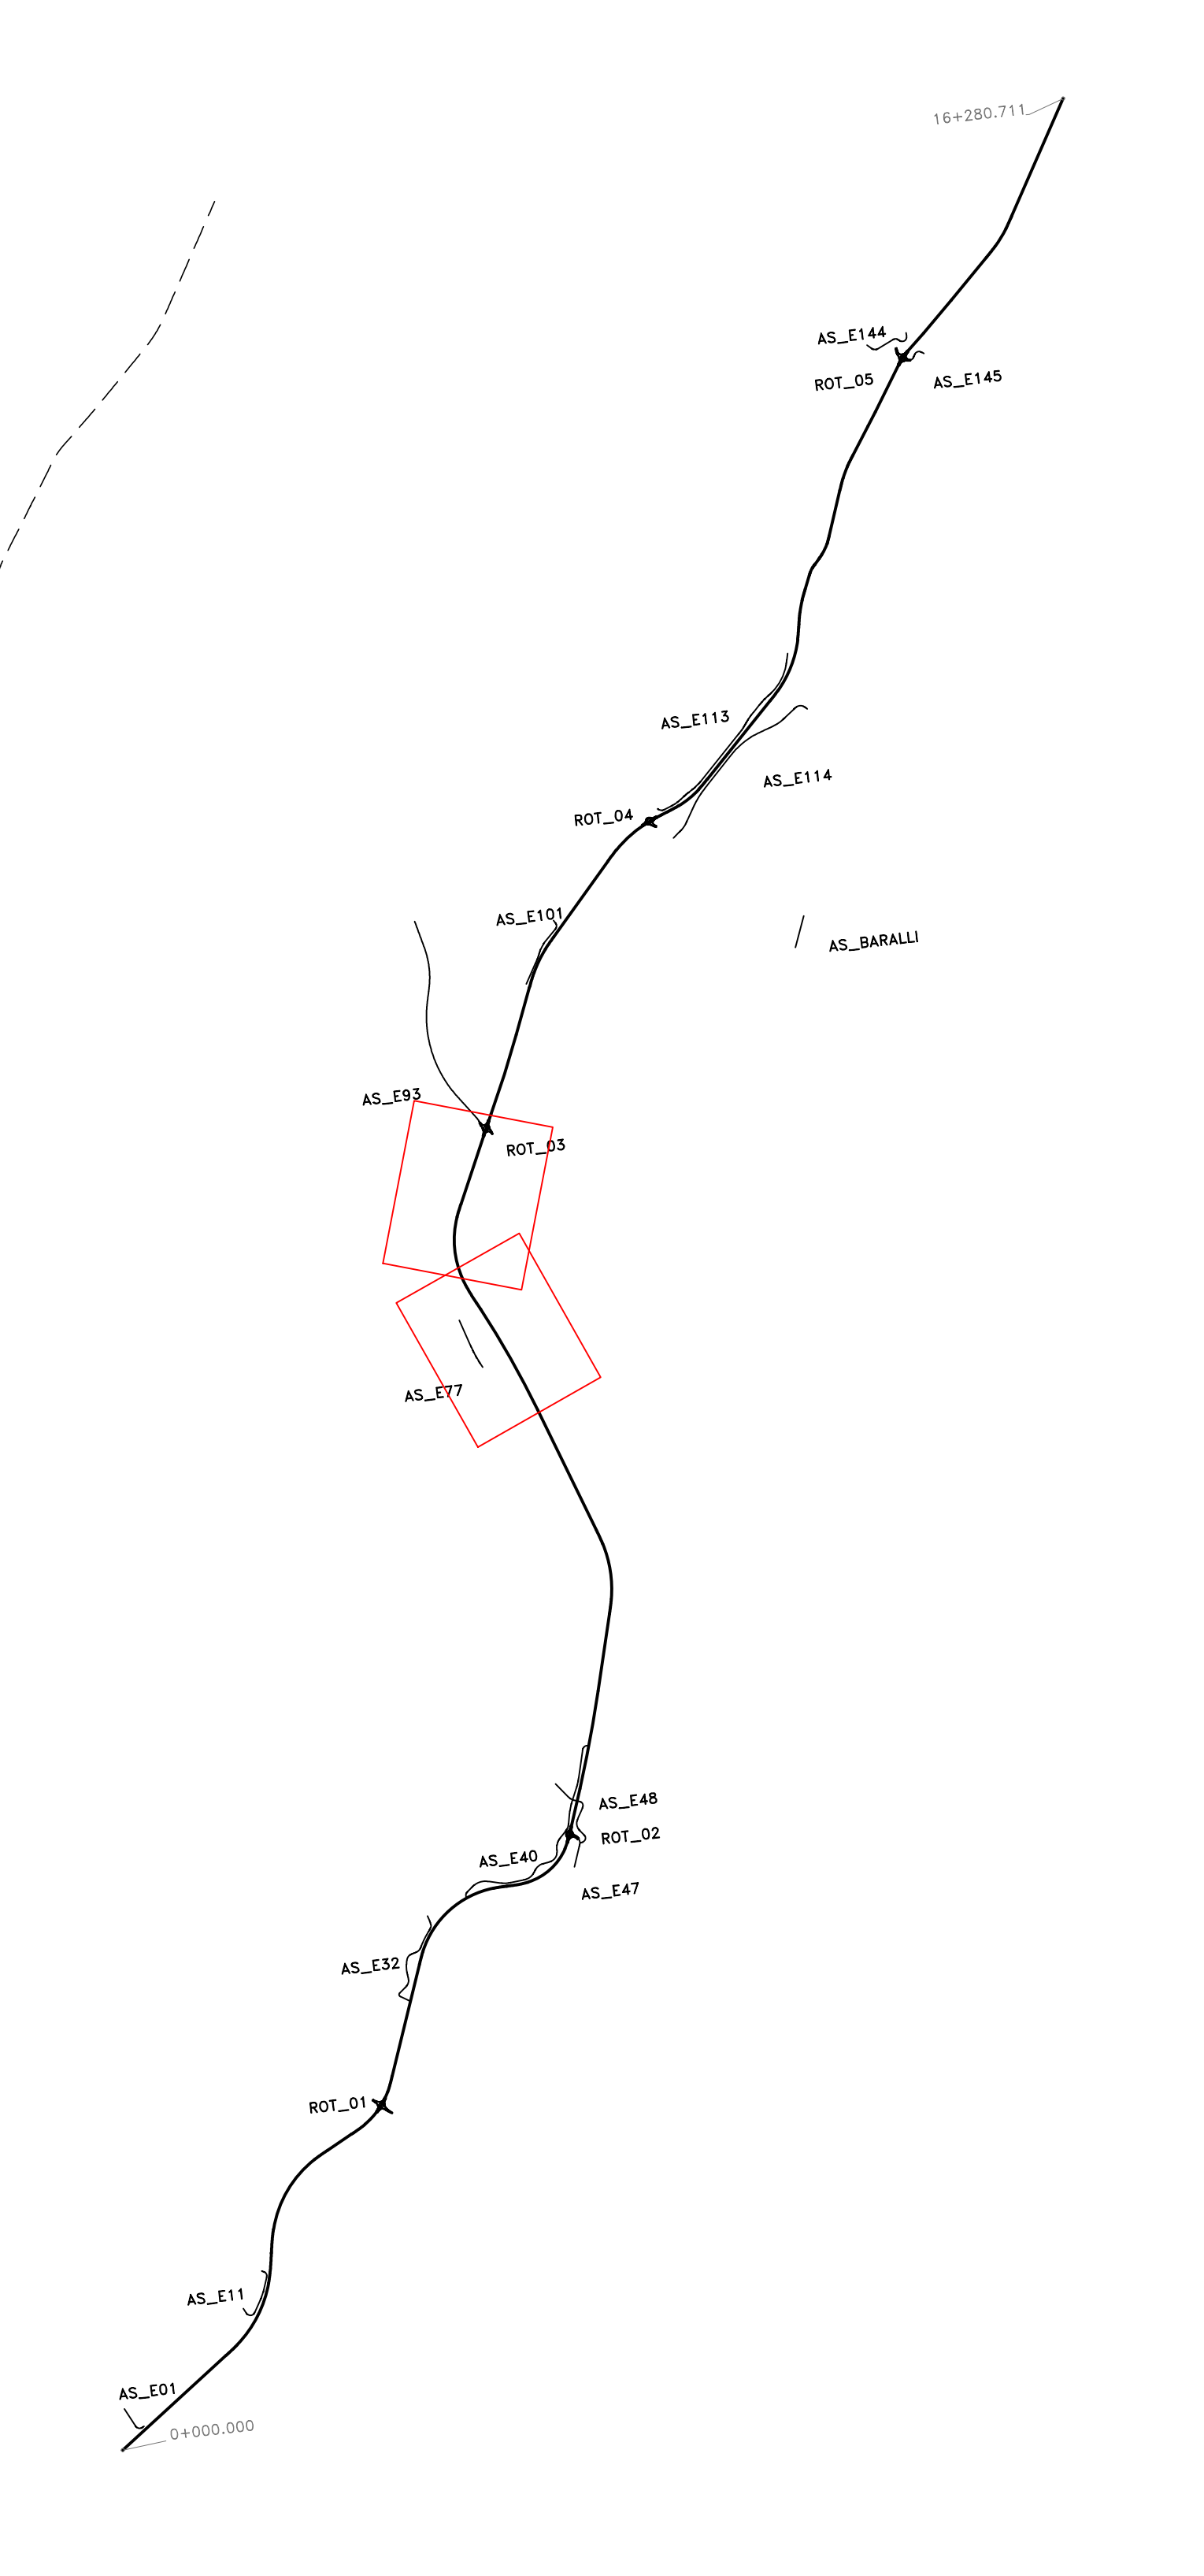 16+280.711
AS_E144
ROT_05
AS_E145
AS_E113
AS_E114
ROT_04
AS_E101
AS_BARALLI
AS_E93
ROT_03
AS_E77
AS_E48
ROT_02
AS_E40
AS_E47
AS_E32
ROT_01
AS_E11
AS_E01
0+000.000